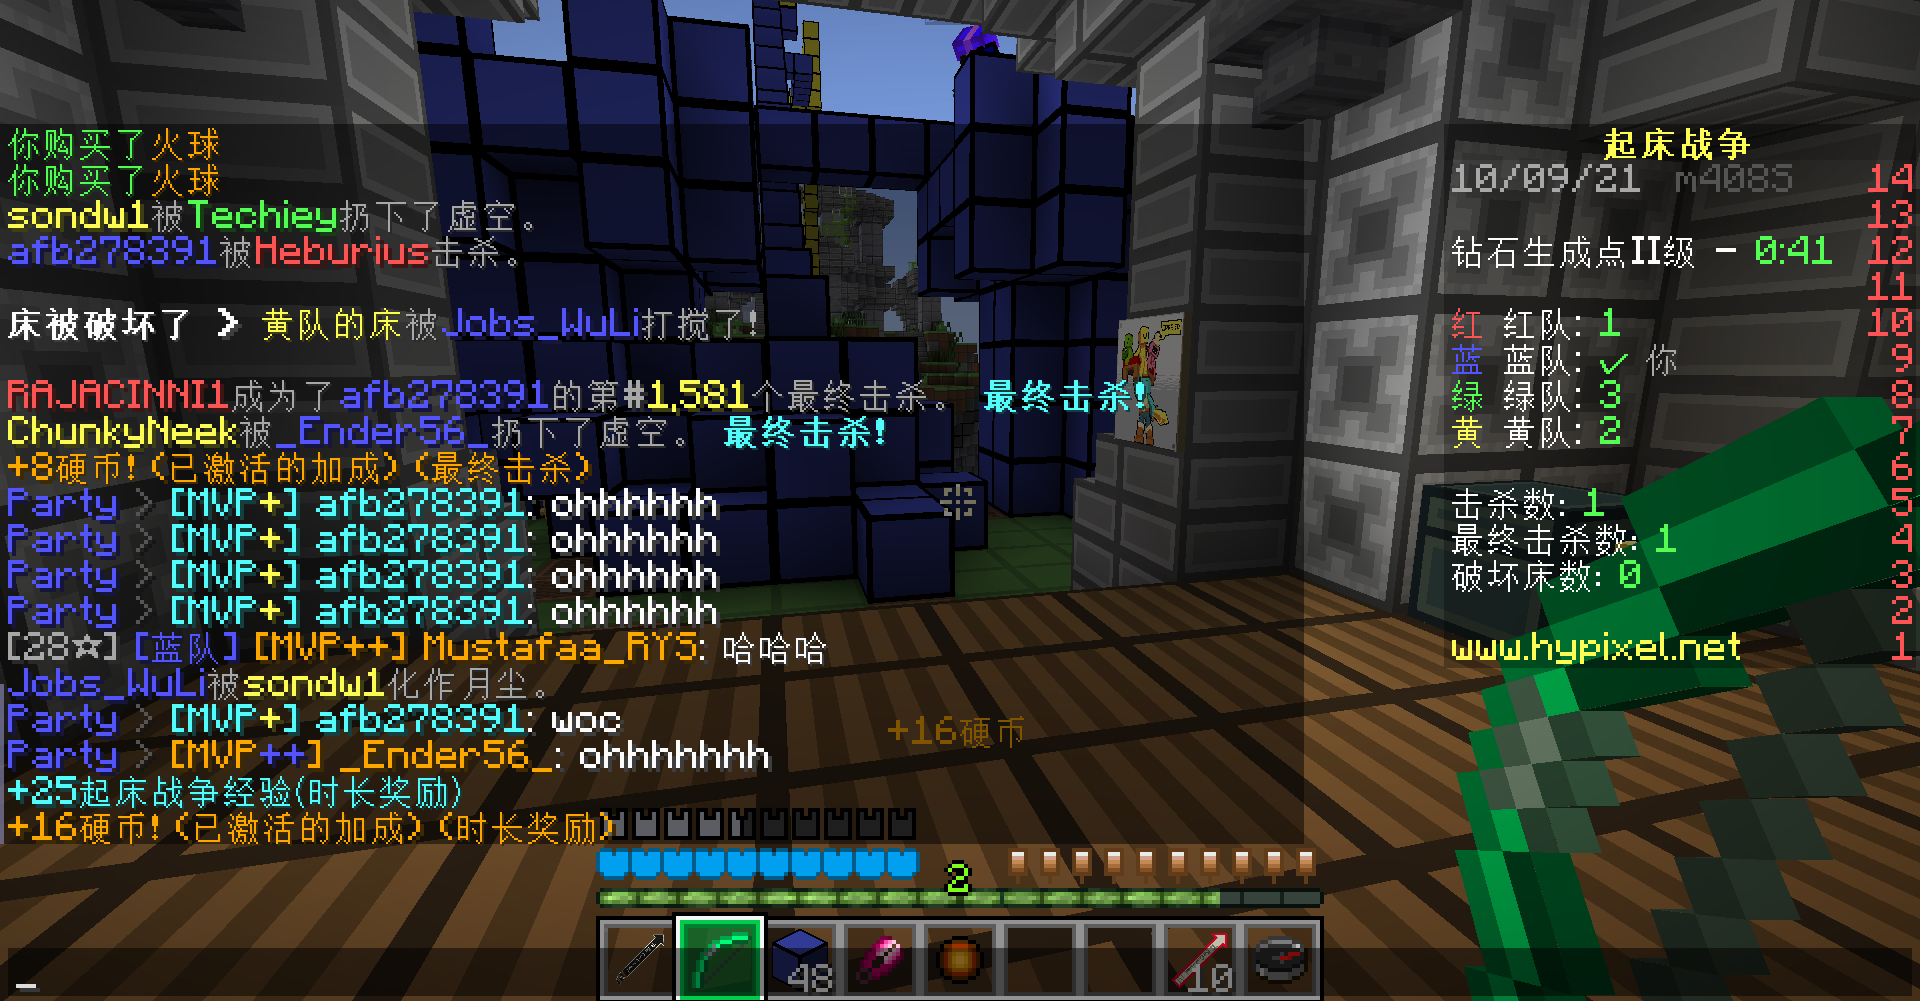 你购买了火球
你购买了火球
sondw1被Techiey扔下了虚空。
afb278391被Heburius击杀。
床被破坏了 > 黄队的床被Jobs_WuLi打搅了!
RAJACINNI1成为了afb278391的第#1,581个最终击杀。 最终击杀!
ChunkyNeek被_Ender56_扔下了虚空。 最终击杀!
+8硬币! (已激活的加成) (最终击杀)
Party > [MVP+] afb278391: ohhhhhh
Party > [MVP+] afb278391: ohhhhhh
Party > [MVP+] afb278391: ohhhhhh
Party > [MVP+] afb278391: ohhhhhh
[28☆] [蓝队] [MVP++] Mustafaa_RYS: 哈哈哈
Jobs_WuLi被sondw1化作月尘。
Party > [MVP+] afb278391: woc
Party > [MVP++] _Ender56_: ohhhhhhh
+25起床战争经验(时长奖励)
+16硬币! (已激活的加成) (时长奖励)
+16硬币
2
48
10
起床战争
10/09/21 m408S 14
13
钻石生成点II级 - 0:41 12
11
红 红队: 1 10
蓝 蓝队: ✓ 你 9
绿 绿队: 3 8
黄 黄队: 2 7
6
击杀数: 1 5
最终击杀数: 1 4
破坏床数: 0 3
2
www.hypixel.net 1